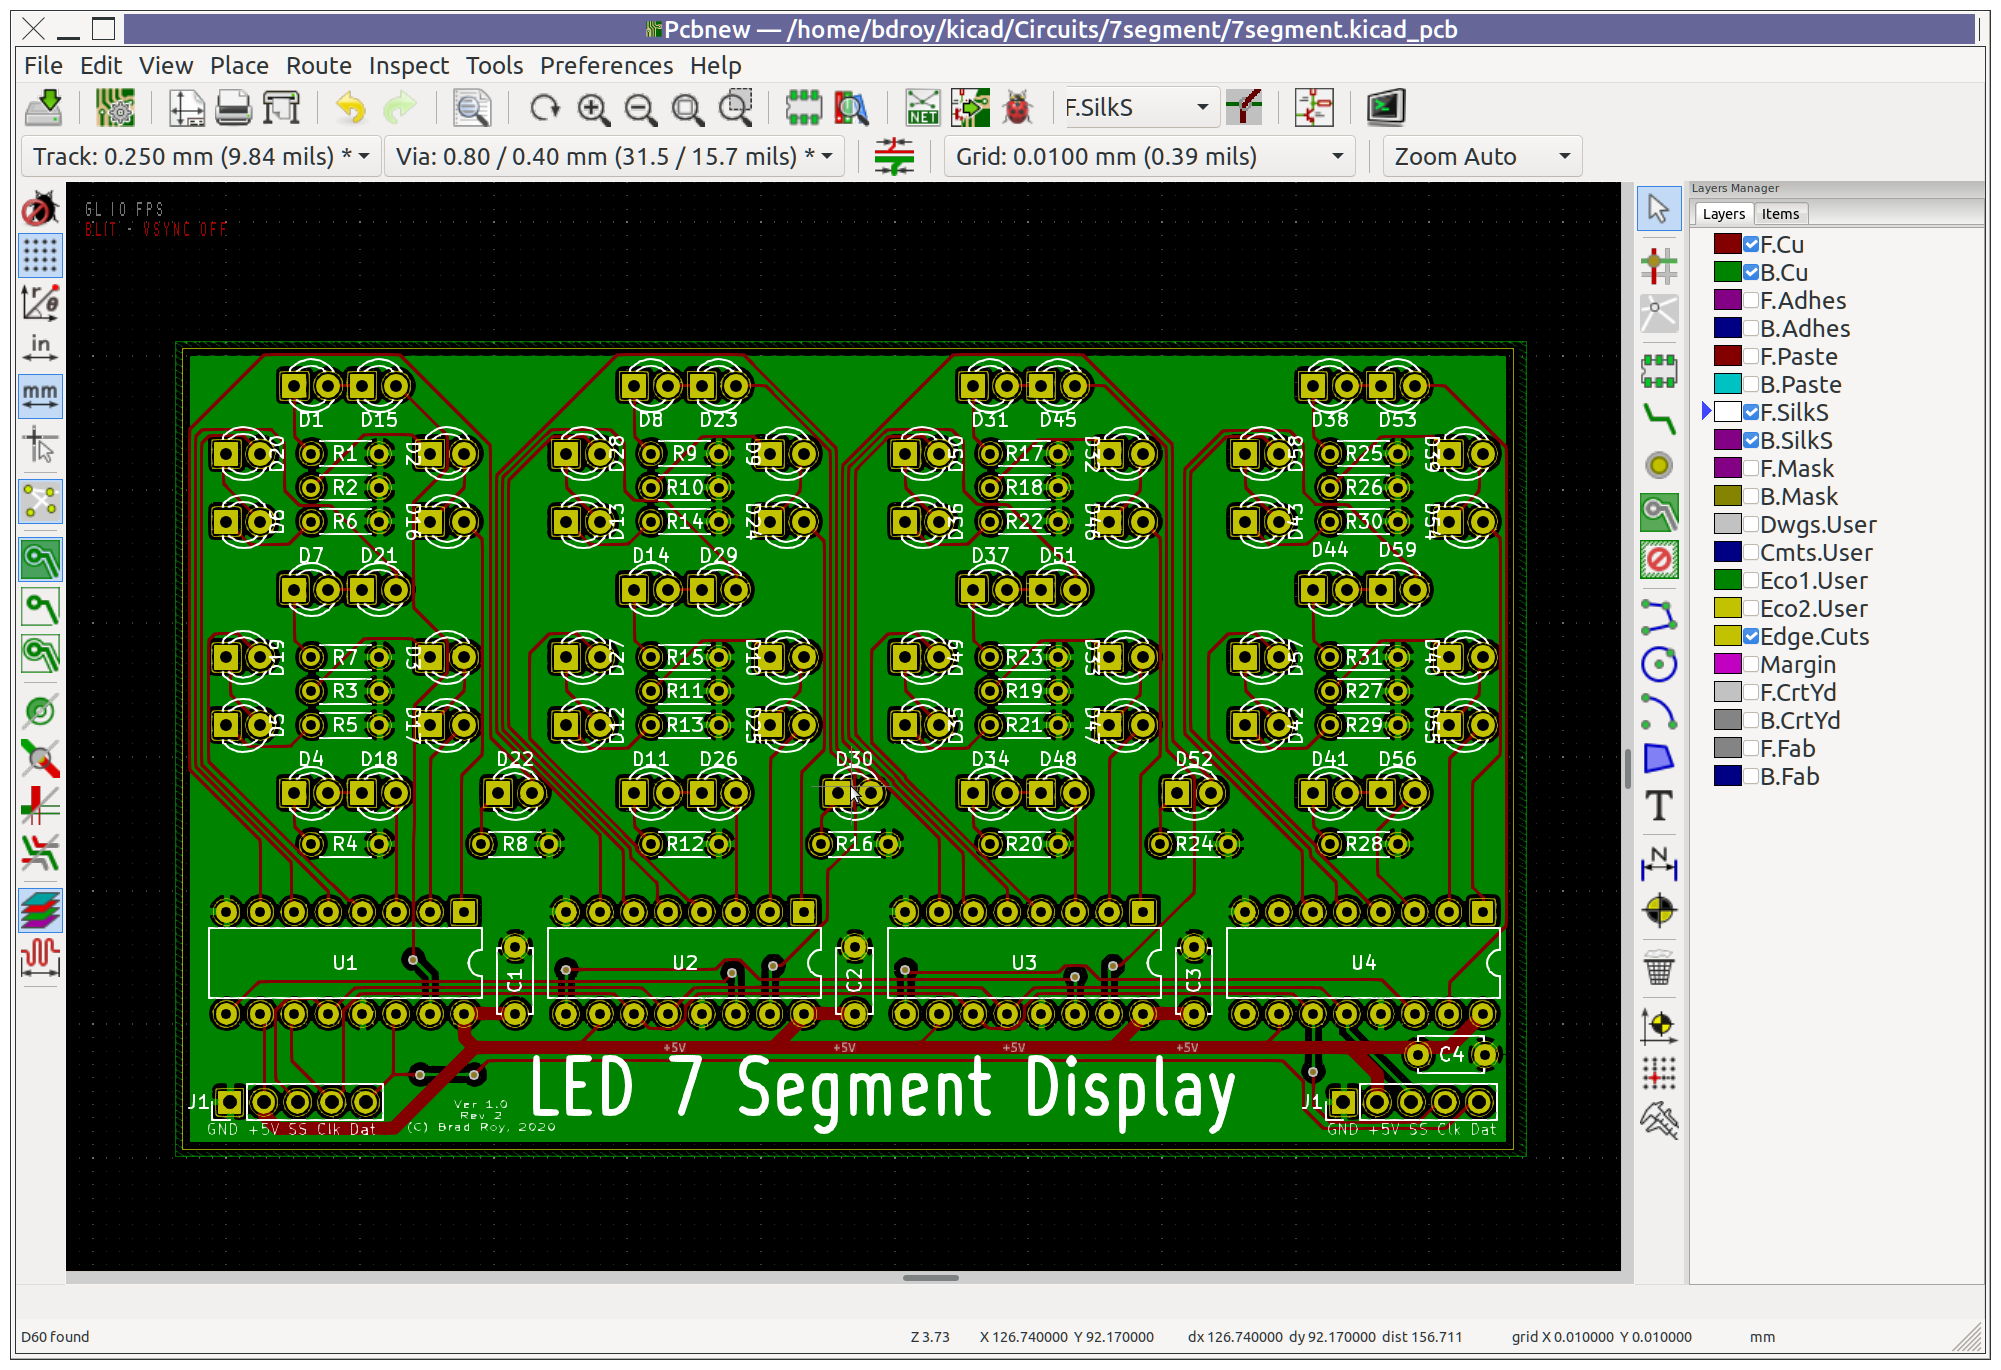 Pcbnew — /home/bdroy/kicad/Circuits/7segment/7segment.kicad_pcb
File Edit View Place Route Inspect Tools Preferences Help
NET F.SilkS
Track: 0.250 mm (9.84 mils) * Via: 0.80 / 0.40 mm (31.5 / 15.7 mils) * Grid: 0.0100 mm (0.39 mils) Zoom Auto
r θ
in
mm
GL 10 FPS
BLIT - VSYNC OFF
D1 D15 D8 D23 D31 D45 D38 D53
D20 R1 D2 D28 R9 D9 D50 R17 D32 D58 R25 D39
R2 R10 R18 R26
D6 R6 D16 D13 R14 D24 D36 R22 D46 D43 R30 D54
D7 D21 D14 D29 D37 D51 D44 D59
D19 R7 D3 D27 R15 D10 D49 R23 D33 D57 R31 D40
R3 R11 R19 R27
D5 R5 D17 D12 R13 D25 D35 R21 D47 D42 R29 D55
D4 D18 D22 D11 D26 D30 D34 D48 D52 D41 D56
R4 R8 R12 R16 R20 R24 R28
U1 C1 U2 C2 U3 C3 U4
+5V +5V +5V +5V
C4
LED 7 Segment Display
J1 J1
Ver 1.0
Rev 2
(C) Brad Roy, 2020
GND +5V SS Clk Dat GND +5V SS Clk Dat
T
N
Layers Manager
Layers Items
F.Cu
B.Cu
F.Adhes
B.Adhes
F.Paste
B.Paste
F.SilkS
B.SilkS
F.Mask
B.Mask
Dwgs.User
Cmts.User
Eco1.User
Eco2.User
Edge.Cuts
Margin
F.CrtYd
B.CrtYd
F.Fab
B.Fab
D60 found Z 3.73 X 126.740000 Y 92.170000 dx 126.740000 dy 92.170000 dist 156.711 grid X 0.010000 Y 0.010000 mm